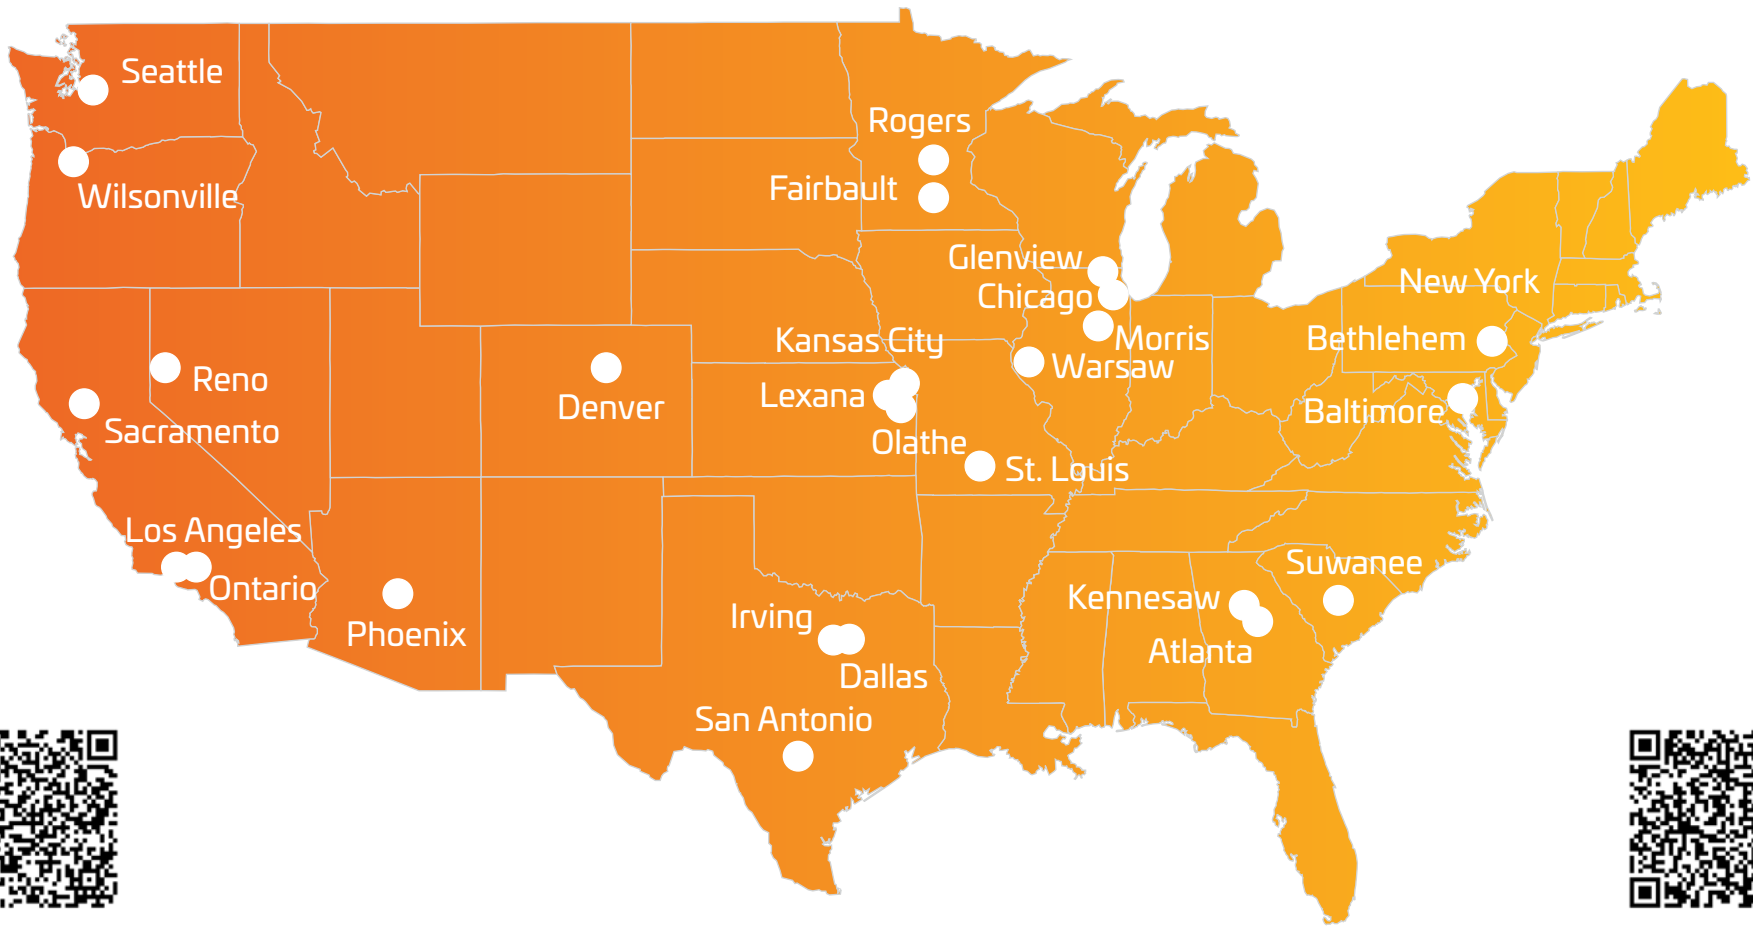 Seattle
Rogers
Fairbault
Wilsonville
Glenview
New York
Chicago
Kansas City
Morris
Bethlehem
Warsaw
Reno
Lexana
Denver
Baltimore
Sacramento
Olathe
St. Louis
Los Angeles
Suwanee
Ontario
Kennesaw
Irving
Phoenix
Atlanta
Dallas
San Antonio